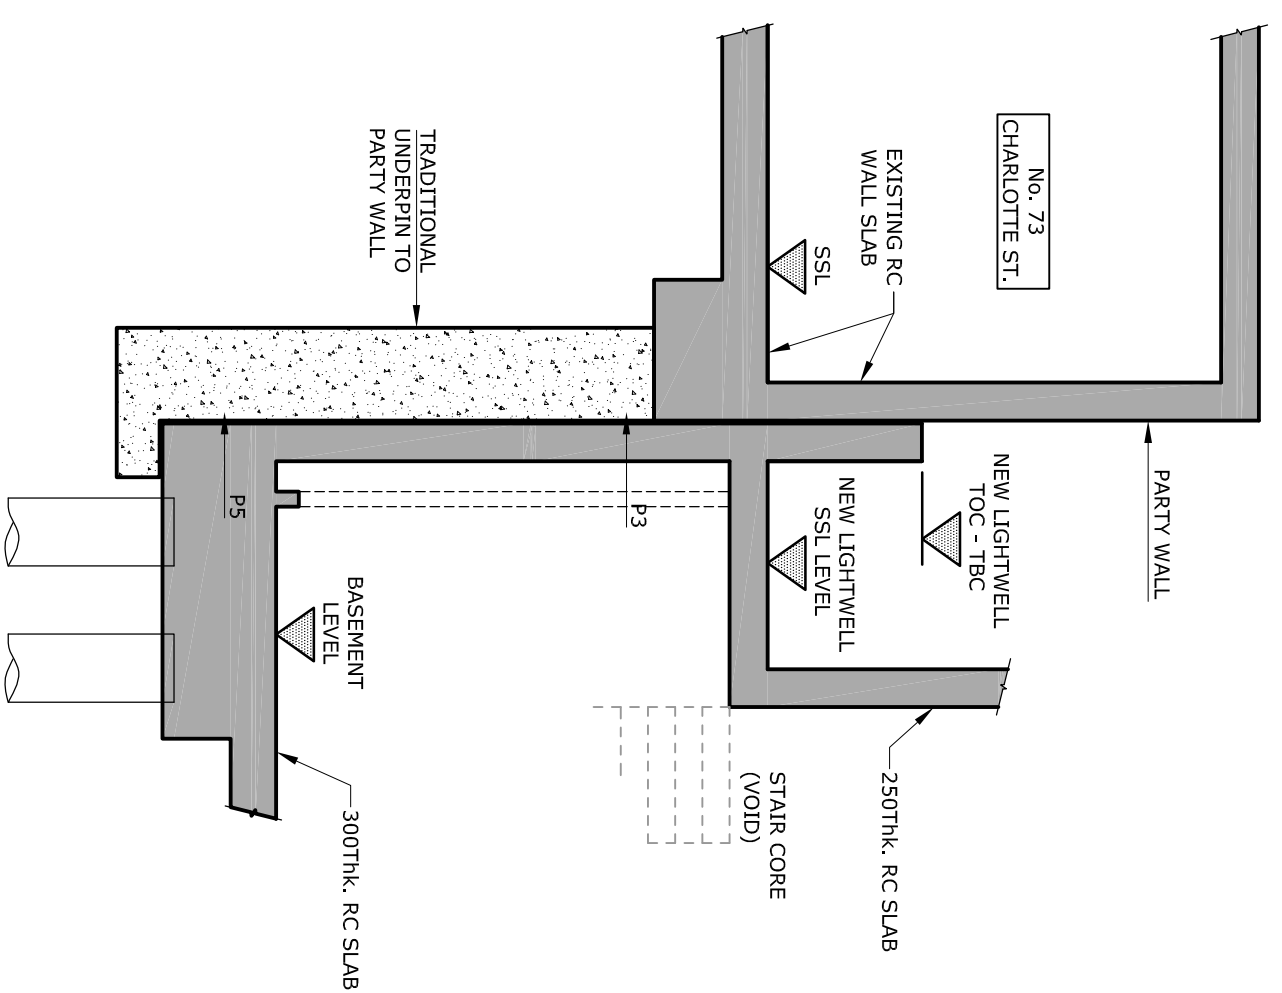 No. 73
CHARLOTTE ST.
PARTY WALL
EXISTING RC
WALL SLAB
SSL
NEW LIGHTWELL
TOC - TBC
NEW LIGHTWELL
SSL LEVEL
250Thk. RC SLAB
STAIR CORE
(VOID)
TRADITIONAL
UNDERPIN TO
PARTY WALL
P3
P5
BASEMENT
LEVEL
300Thk. RC SLAB